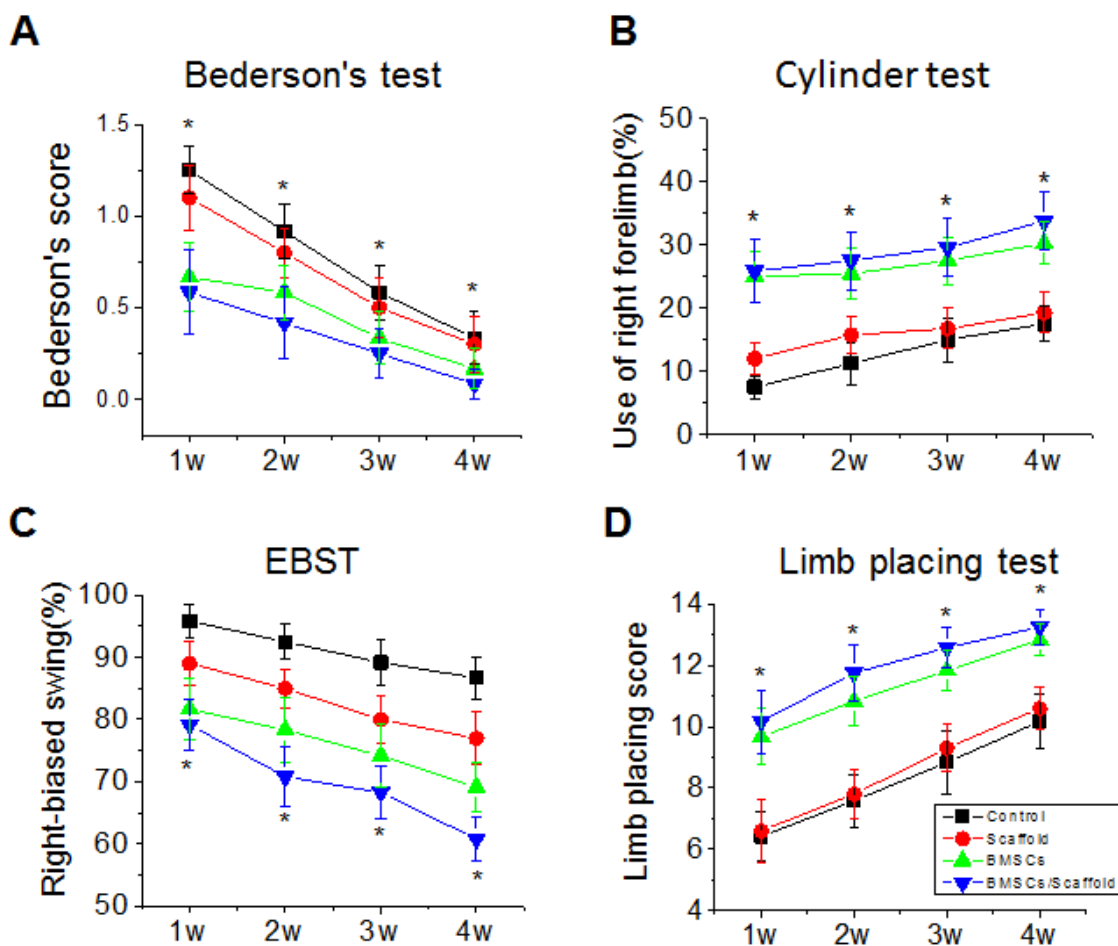 A
Bederson's test
Bederson's score
1.5
1.0
0.5
0.0
*
*
*
*
1w
2w
3w
4w
B
Cylinder test
Use of right forelimb(%)
50
40
30
20
10
0
*
*
*
*
1w
2w
3w
4w
C
EBST
Right-biased swing(%)
100
90
80
70
60
50
*
*
*
*
1w
2w
3w
4w
D
Limb placing test
Limb placing score
14
12
10
8
6
4
*
*
*
*
Control
Scaffold
BMSCs
BMSCs/Scaffold
1w
2w
3w
4w